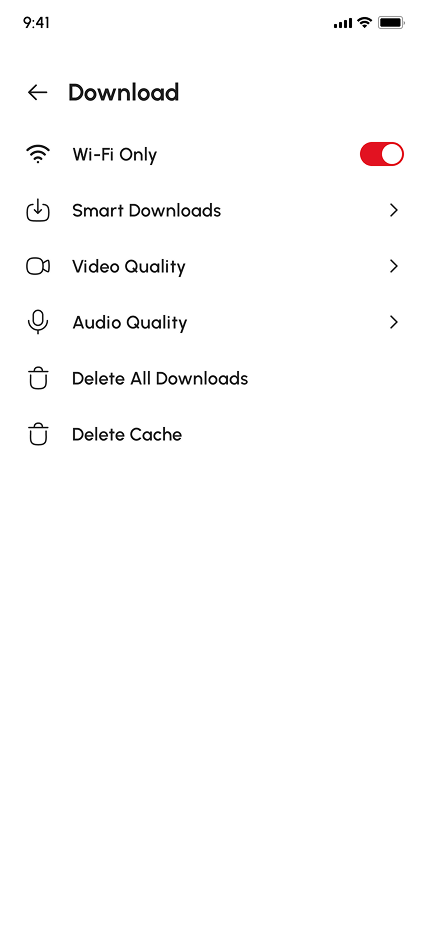 9:41
Download
Wi-Fi Only
Smart Downloads
Video Quality
Audio Quality
Delete All Downloads
Delete Cache